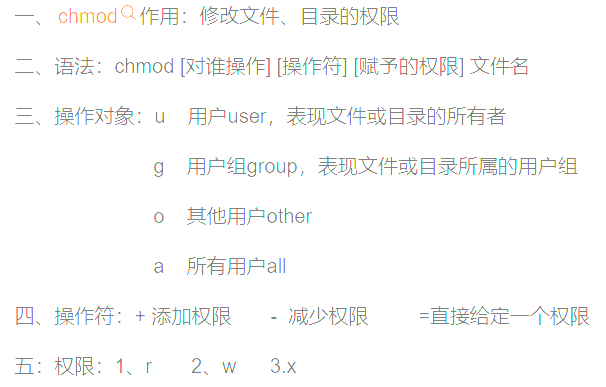 一、chmod作用：修改文件、目录的权限
二、语法：chmod [对谁操作] [操作符] [赋予的权限] 文件名
三、操作对象：u 用户user，表现文件或目录的所有者
g 用户组group，表现文件或目录所属的用户组
o 其他用户other
a 所有用户all
四、操作符：+ 添加权限 - 减少权限 =直接给定一个权限
五：权限：1、r 2、w 3.x